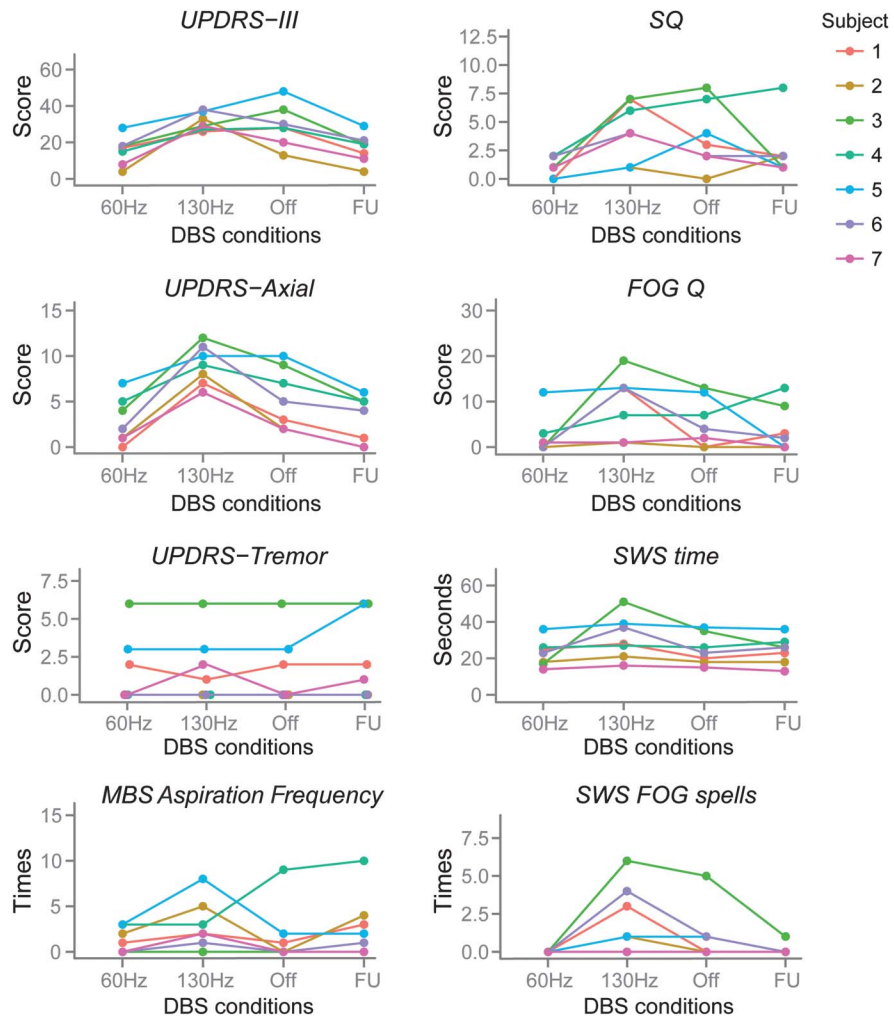 UPDRS−III
Score
60
40
20
0
60Hz 130Hz Off FU
DBS conditions
SQ
Score
12.5
10.0
7.5
5.0
2.5
0.0
60Hz 130Hz Off FU
DBS conditions
Subject
1
2
3
4
5
6
7
UPDRS−Axial
Score
15
10
5
0
60Hz 130Hz Off FU
DBS conditions
FOG Q
Score
30
20
10
0
60Hz 130Hz Off FU
DBS conditions
UPDRS−Tremor
Score
7.5
5.0
2.5
0.0
60Hz 130Hz Off FU
DBS conditions
SWS time
Seconds
60
40
20
0
60Hz 130Hz Off FU
DBS conditions
MBS Aspiration Frequency
Times
15
10
5
0
60Hz 130Hz Off FU
DBS conditions
SWS FOG spells
Times
7.5
5.0
2.5
0.0
60Hz 130Hz Off FU
DBS conditions